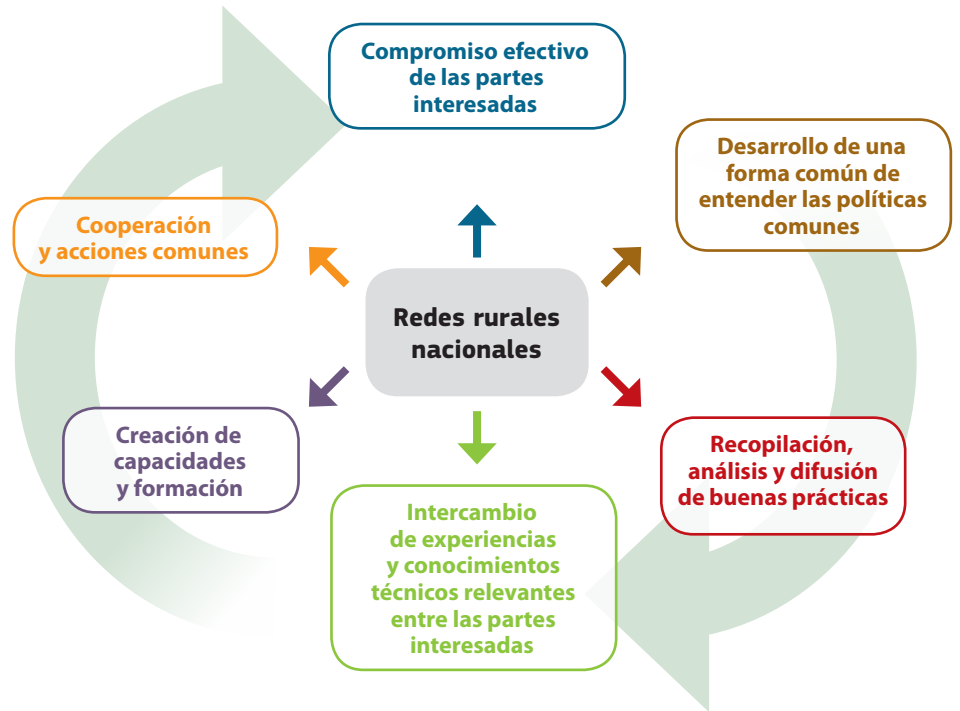 Compromiso efectivo
de las partes
interesadas
Desarrollo de una
forma común de
entender las políticas
comunes
Cooperación
y acciones comunes
Redes rurales
nacionales
Creación de
capacidades
y formación
Recopilación,
análisis y difusión
de buenas prácticas
Intercambio
de experiencias
y conocimientos
técnicos relevantes
entre las partes
interesadas